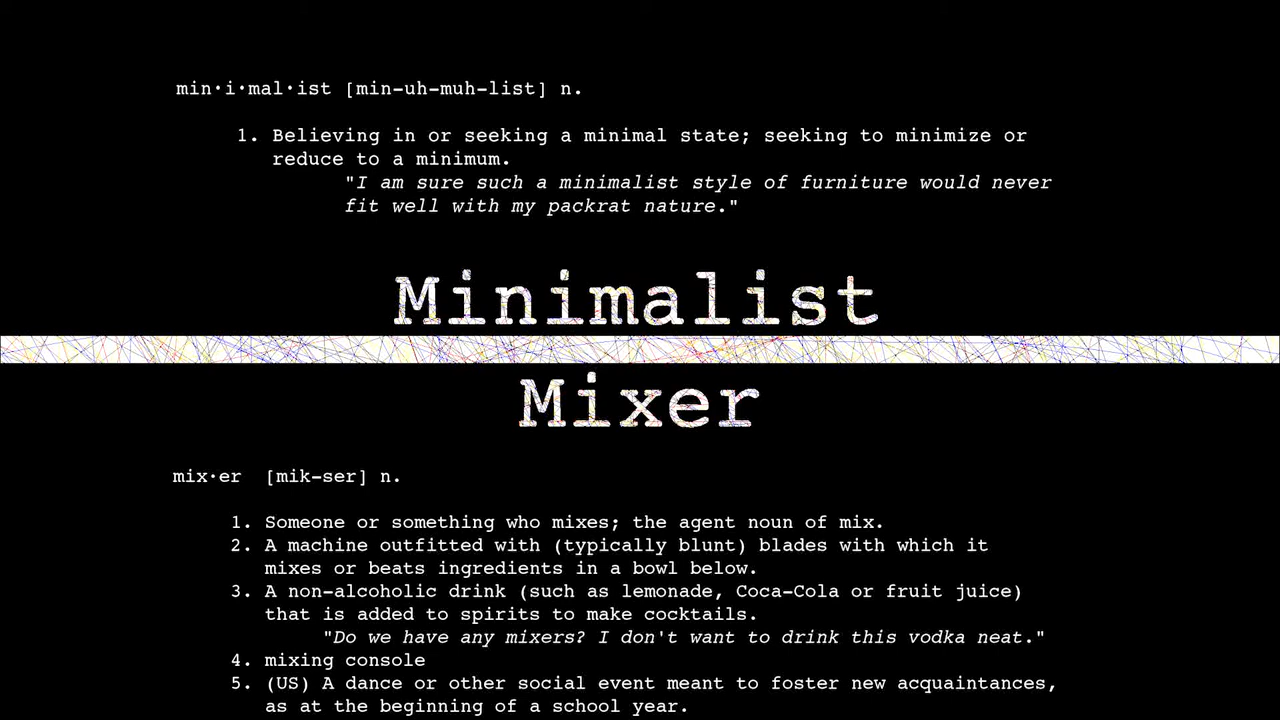 min·i·mal·ist [min-uh-muh-list] n.
1. Believing in or seeking a minimal state; seeking to minimize or
reduce to a minimum.
"I am sure such a minimalist style of furniture would never
fit well with my packrat nature."
Minimalist
Mixer
mix·er [mik-ser] n.
1. Someone or something who mixes; the agent noun of mix.
2. A machine outfitted with (typically blunt) blades with which it
mixes or beats ingredients in a bowl below.
3. A non-alcoholic drink (such as lemonade, Coca-Cola or fruit juice)
that is added to spirits to make cocktails.
"Do we have any mixers? I don't want to drink this vodka neat."
4. mixing console
5. (US) A dance or other social event meant to foster new acquaintances,
as at the beginning of a school year.